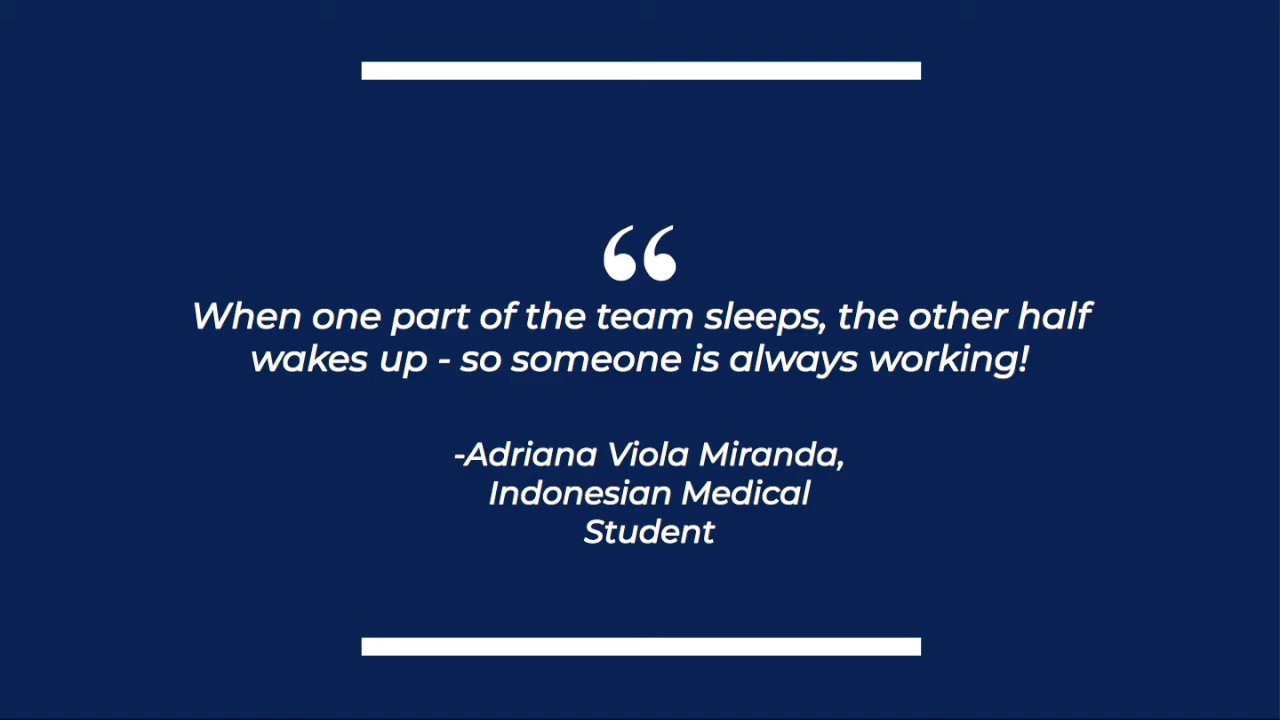 “
When one part of the team sleeps, the other half
wakes up - so someone is always working!
-Adriana Viola Miranda,
Indonesian Medical
Student